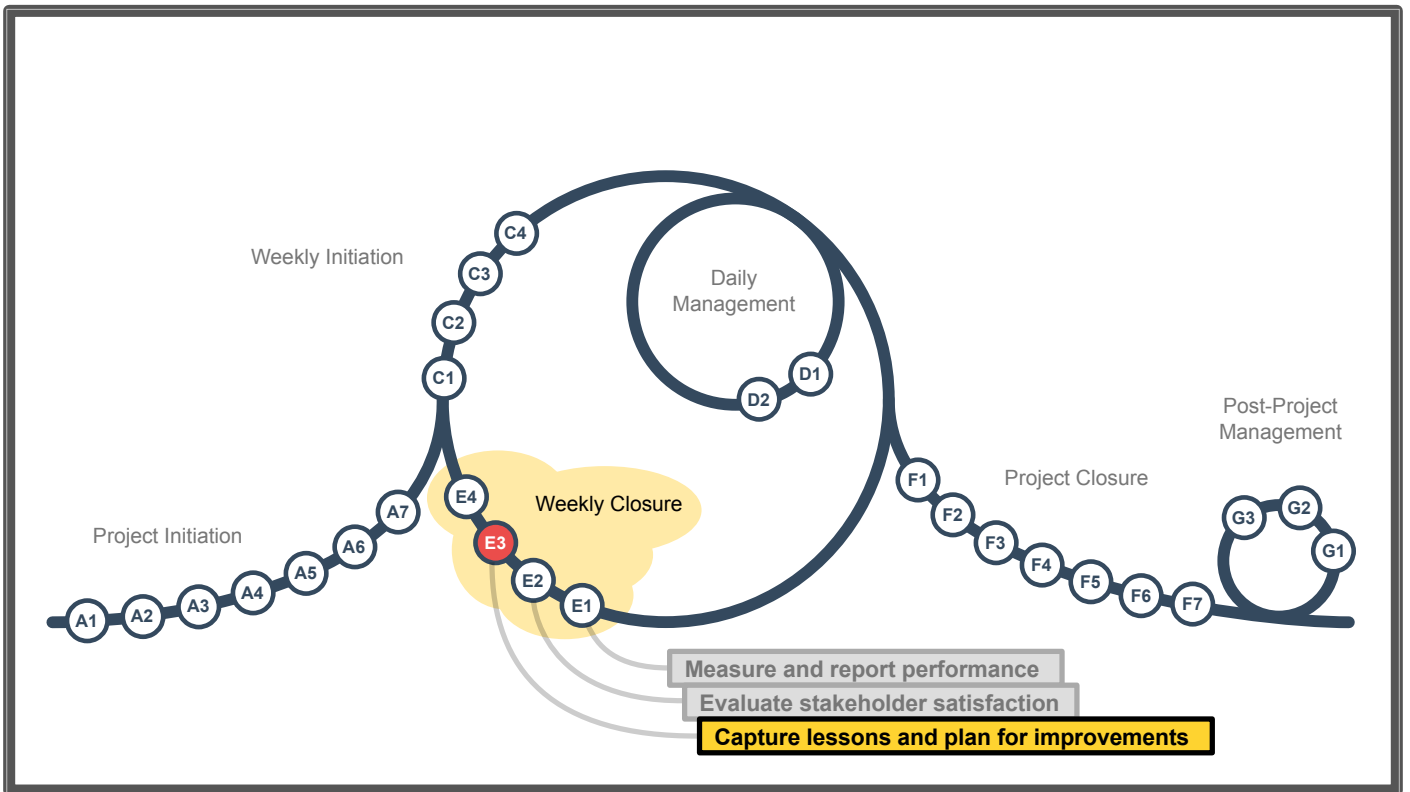 C4
Weekly Initiation
C3
Daily
Management
C2
C1
D1
D2
Post-Project
Management
E4
Weekly Closure
F1
Project Closure
A7
F2
G3
G2
Project Initiation
E3
F3
G1
A6
A5
E2
F4
A4
F5
A3
E1
F6
A2
F7
A1
Measure and report performance
Evaluate stakeholder satisfaction
Capture lessons and plan for improvements